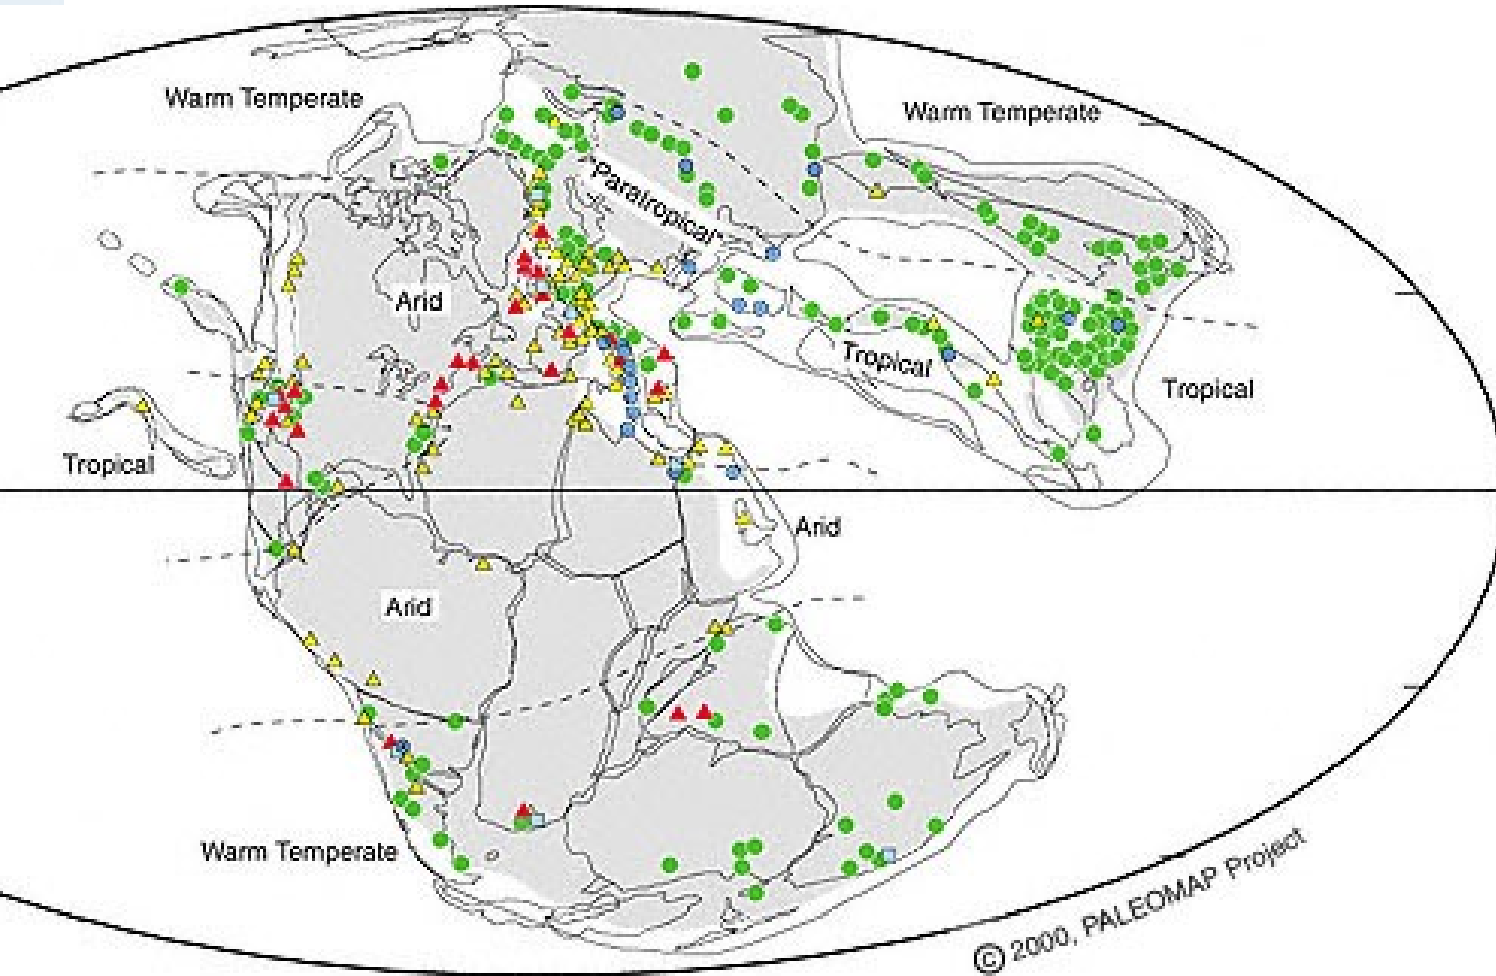 Warm Temperate
Warm Temperate
Paratropical
Arid
Tropical
Tropical
Tropical
Arid
Arid
Warm Temperate
© 2000, PALEOMAP Project